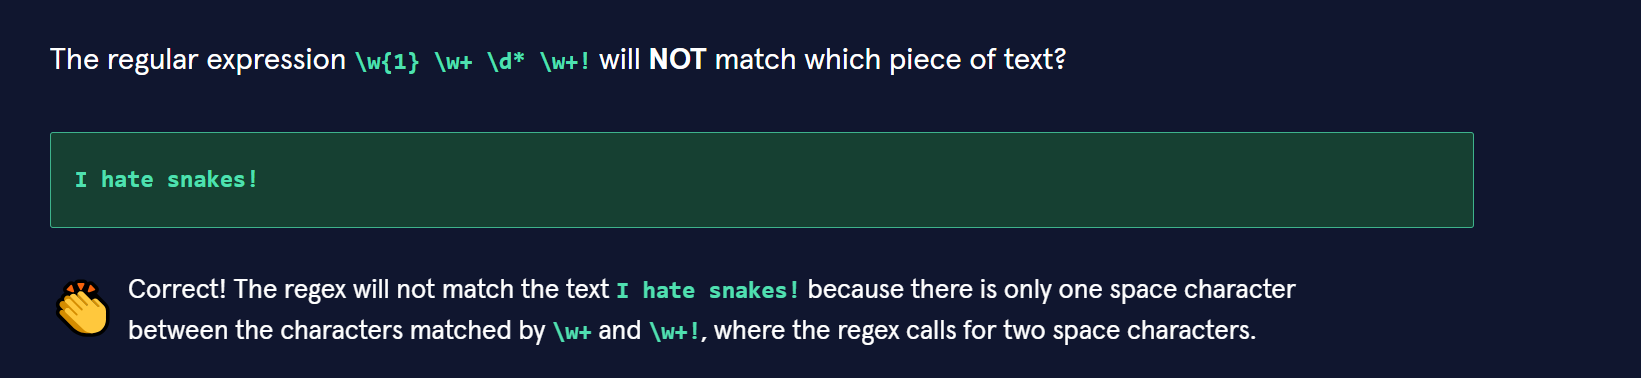 The regular expression \w{1} \w+ \d* \w+! will NOT match which piece of text?
I hate snakes!
Correct! The regex will not match the text I hate snakes! because there is only one space character
between the characters matched by \w+ and \w+!, where the regex calls for two space characters.